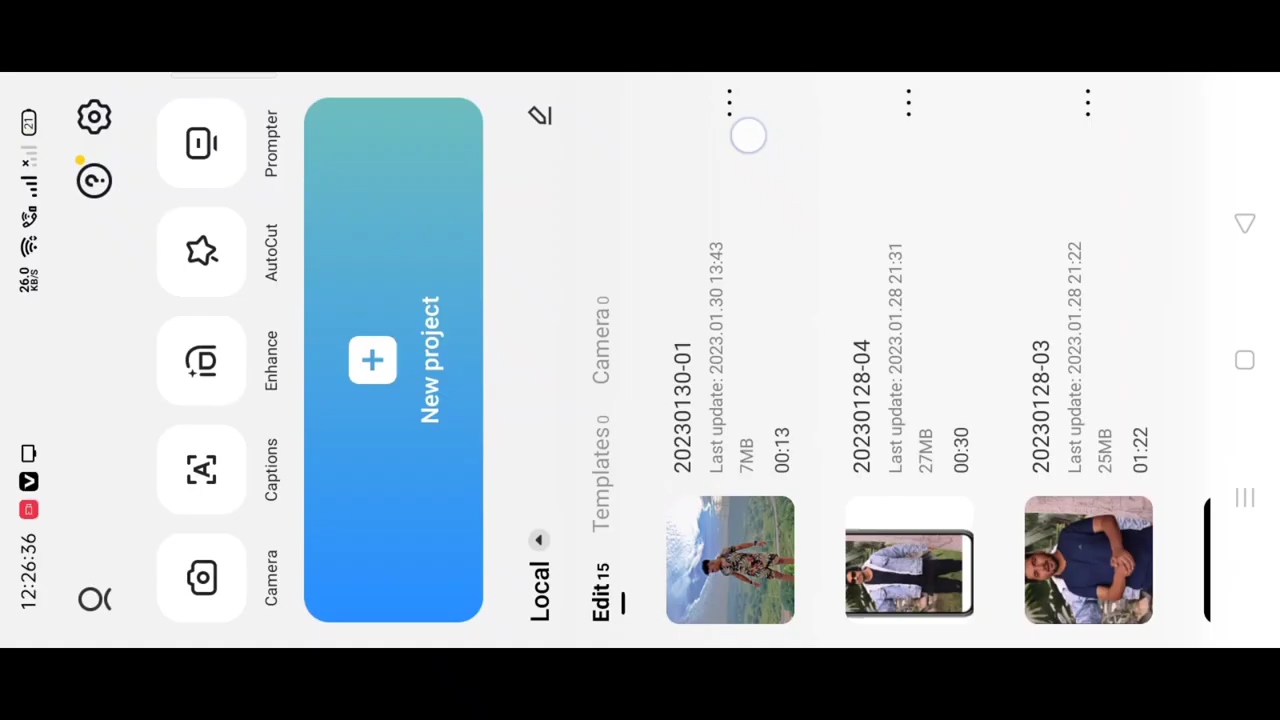 12:26:36
26.0
KB/S
21
Camera
Captions
Enhance
AutoCut
Prompter
New project
Local
Edit 15 Templates 0 Camera 0
20230130-01
Last update: 2023.01.30 13:43
7MB
00:13
20230128-04
Last update: 2023.01.28 21:31
27MB
00:30
20230128-03
Last update: 2023.01.28 21:22
25MB
01:22